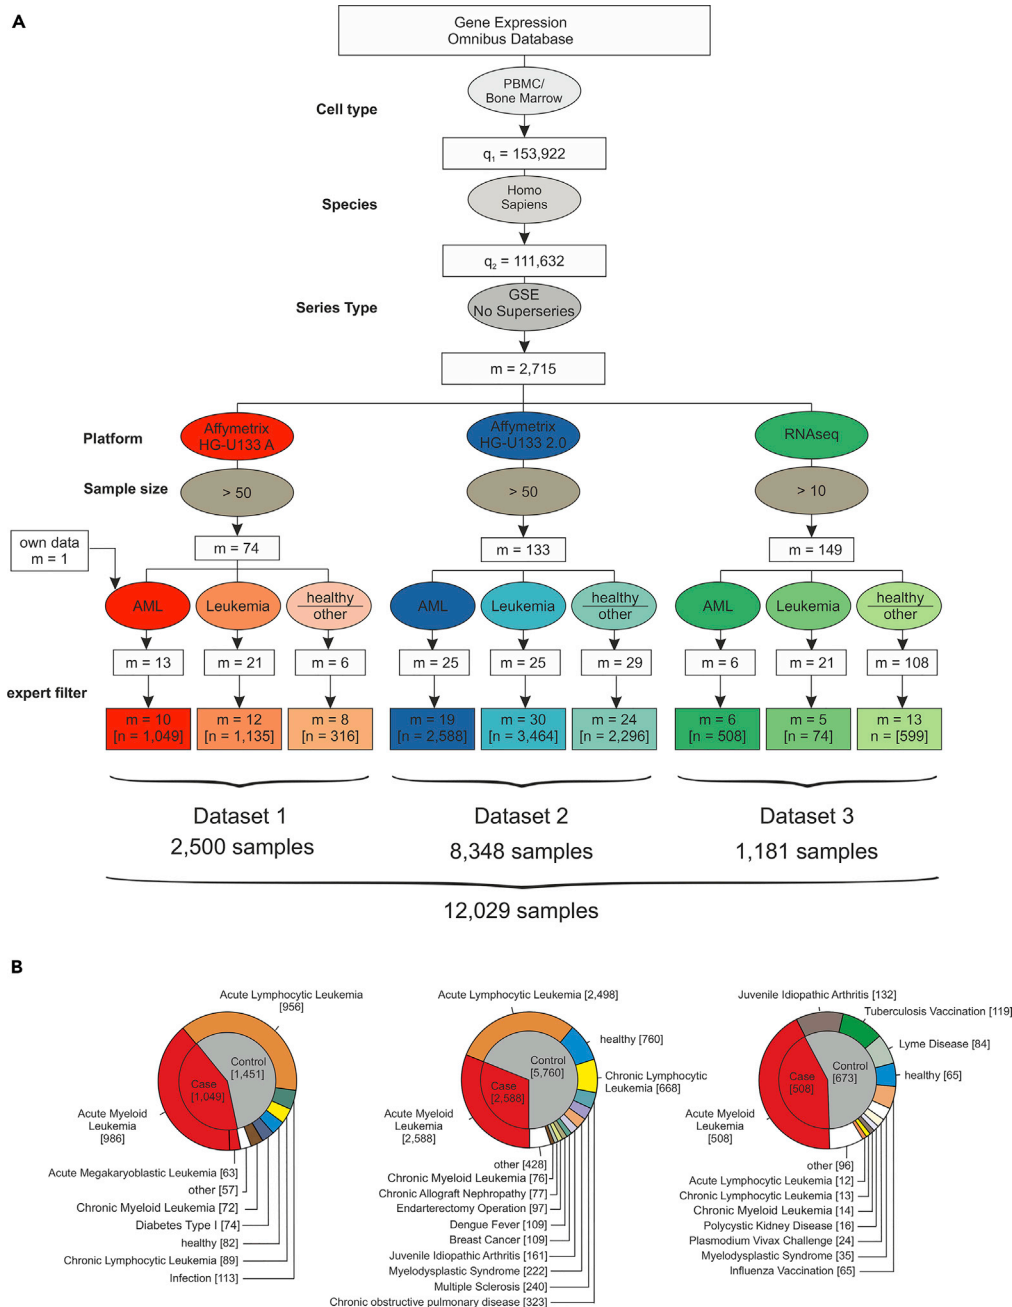 A
Gene Expression
Omnibus Database
PBMC/
Bone Marrow
Cell type
q1 = 153,922
Homo
Sapiens
Species
q2 = 111,632
GSE
No Superseries
Series Type
m = 2,715
Platform
Affymetrix
HG-U133 A
Affymetrix
HG-U133 2.0
RNAseq
Sample size
> 50
> 50
> 10
own data
m = 1
m = 74
m = 133
m = 149
AML
Leukemia
healthy
other
AML
Leukemia
healthy
other
AML
Leukemia
healthy
other
m = 13
m = 21
m = 6
m = 25
m = 25
m = 29
m = 6
m = 21
m = 108
expert filter
m = 10
[n = 1,049]
m = 12
[n = 1,135]
m = 8
[n = 316]
m = 19
[n = 2,588]
m = 30
[n = 3,464]
m = 24
[n = 2,296]
m = 6
[n = 508]
m = 5
[n = 74]
m = 13
n = [599]
Dataset 1
2,500 samples
Dataset 2
8,348 samples
Dataset 3
1,181 samples
12,029 samples
B
Acute Lymphocytic Leukemia
[956]
Control
[1,451]
Case
[1,049]
Acute Myeloid
Leukemia
[986]
Acute Megakaryoblastic Leukemia [63]
other [57]
Chronic Myeloid Leukemia [72]
Diabetes Type I [74]
healthy [82]
Chronic Lymphocytic Leukemia [89]
Infection [113]
Acute Lymphocytic Leukemia [2,498]
healthy [760]
Control
[5,760]
Chronic Lymphocytic
Leukemia [668]
Case
[2,588]
Acute Myeloid
Leukemia
[2,588]
other [428]
Chronic Myeloid Leukemia [76]
Chronic Allograft Nephropathy [77]
Endarterectomy Operation [97]
Dengue Fever [109]
Breast Cancer [109]
Juvenile Idiopathic Arthritis [161]
Myelodysplastic Syndrome [222]
Multiple Sclerosis [240]
Chronic obstructive pulmonary disease [323]
Juvenile Idiopathic Arthritis [132]
Tuberculosis Vaccination [119]
Lyme Disease [84]
healthy [65]
Control
[673]
Case
[508]
Acute Myeloid
Leukemia
[508]
other [96]
Acute Lymphocytic Leukemia [12]
Chronic Lymphocytic Leukemia [13]
Chronic Myeloid Leukemia [14]
Polycystic Kidney Disease [16]
Plasmodium Vivax Challenge [24]
Myelodysplastic Syndrome [35]
Influenza Vaccination [65]